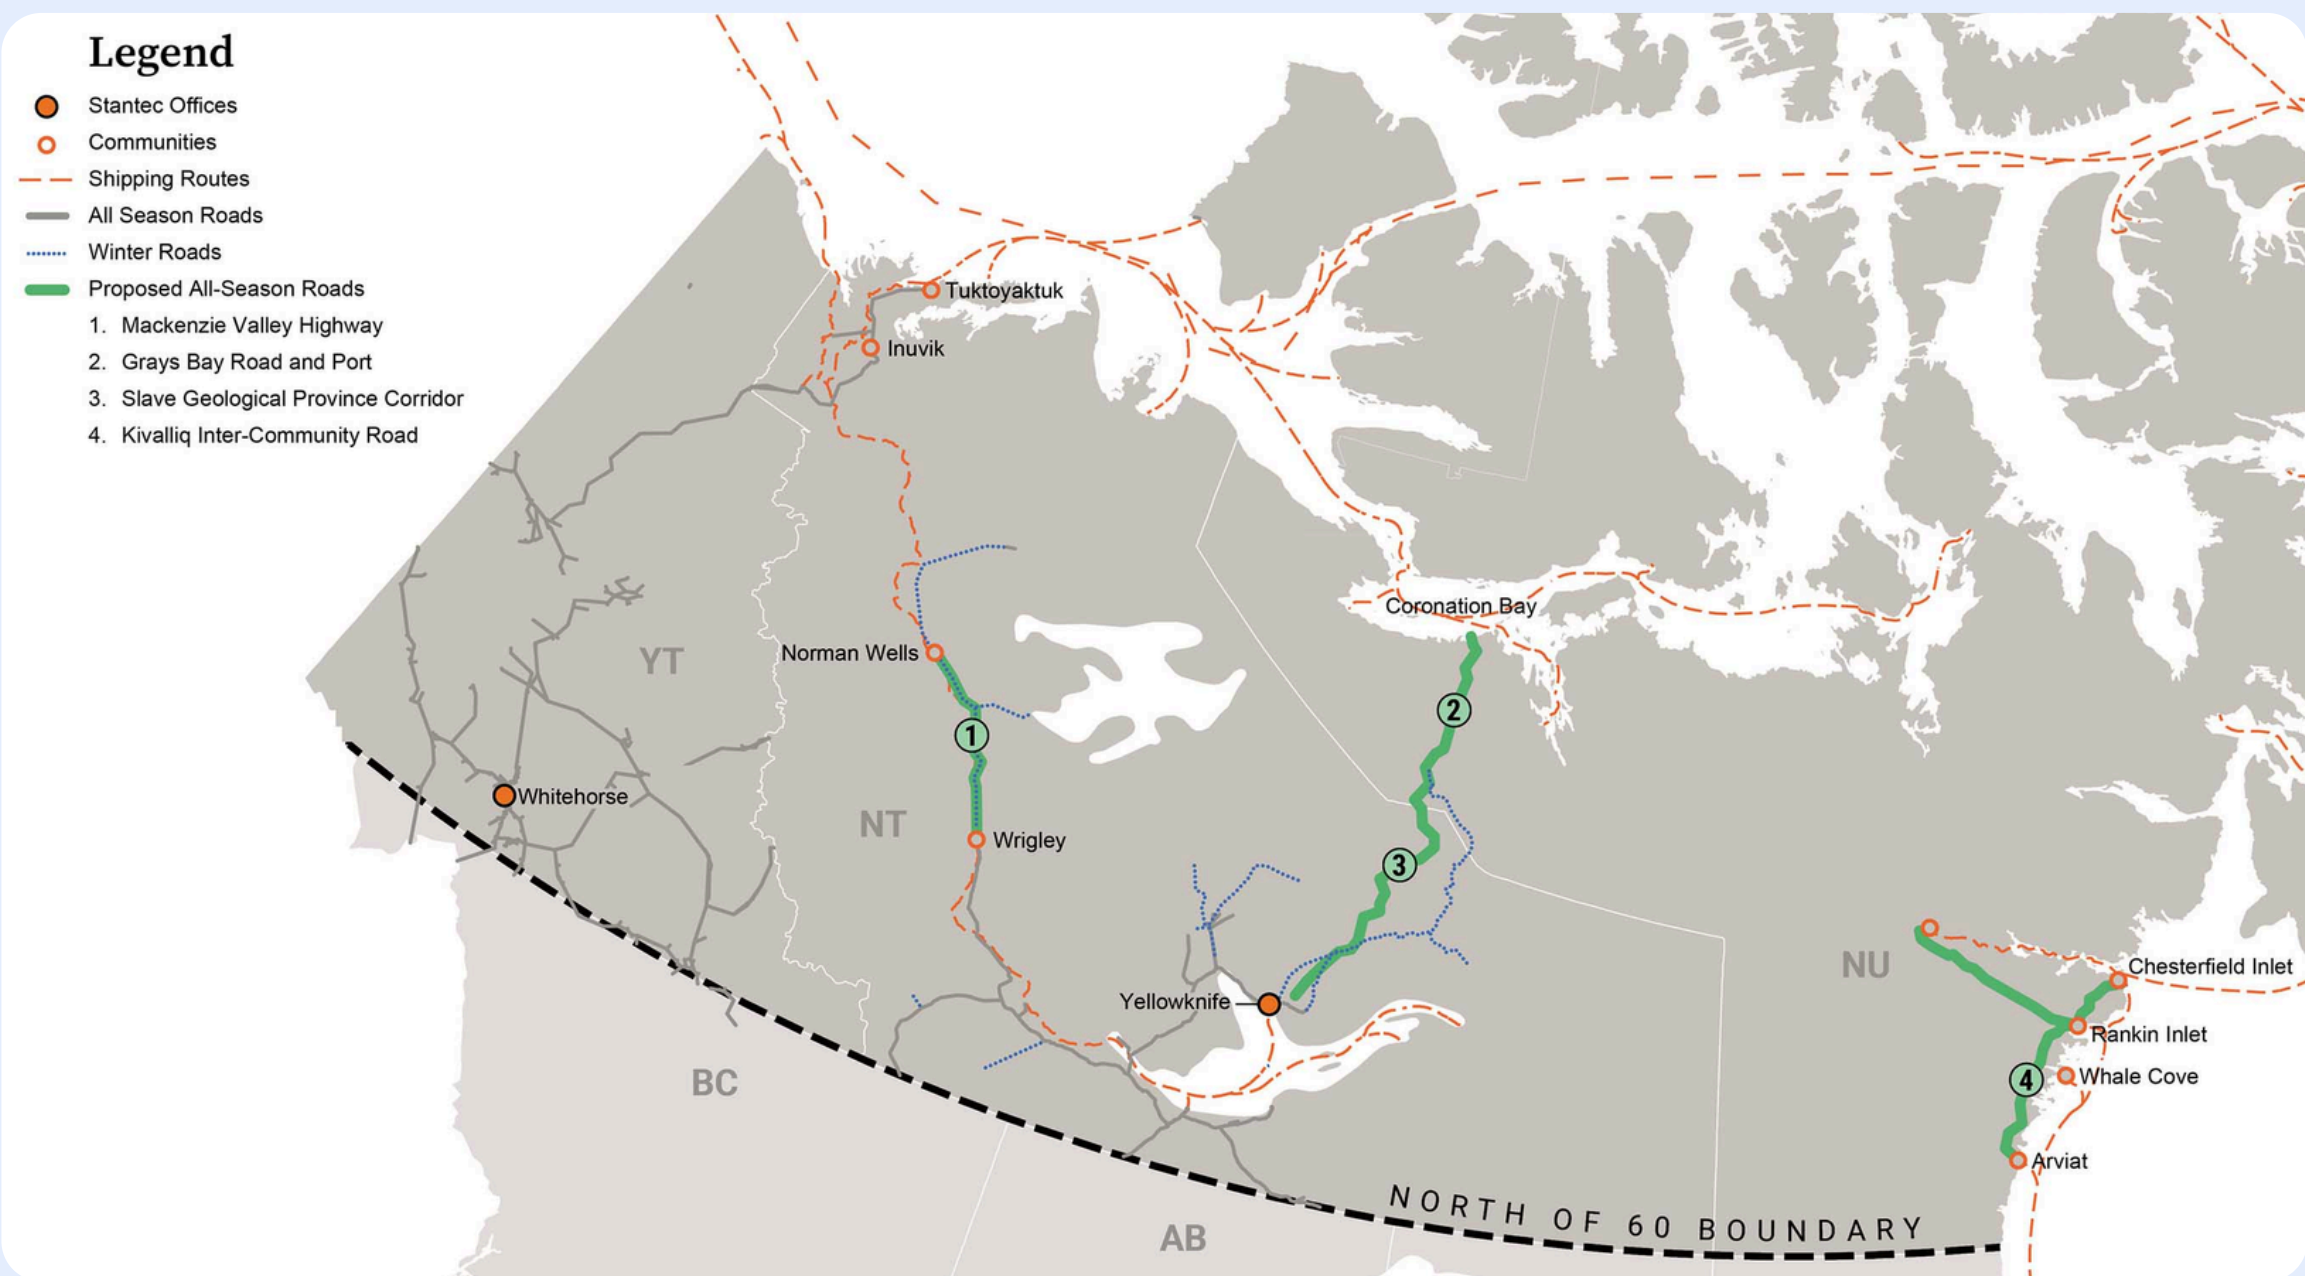 Legend
Stantec Offices
Communities
Shipping Routes
All Season Roads
Winter Roads
Proposed All-Season Roads
1. Mackenzie Valley Highway
2. Grays Bay Road and Port
3. Slave Geological Province Corridor
4. Kivalliq Inter-Community Road
Tuktoyaktuk
Inuvik
Coronation Bay
Norman Wells
YT
2
1
Whitehorse
NT
Wrigley
3
NU
Chesterfield Inlet
Yellowknife
Rankin Inlet
4
Whale Cove
BC
Arviat
NORTH OF 60 BOUNDARY
AB